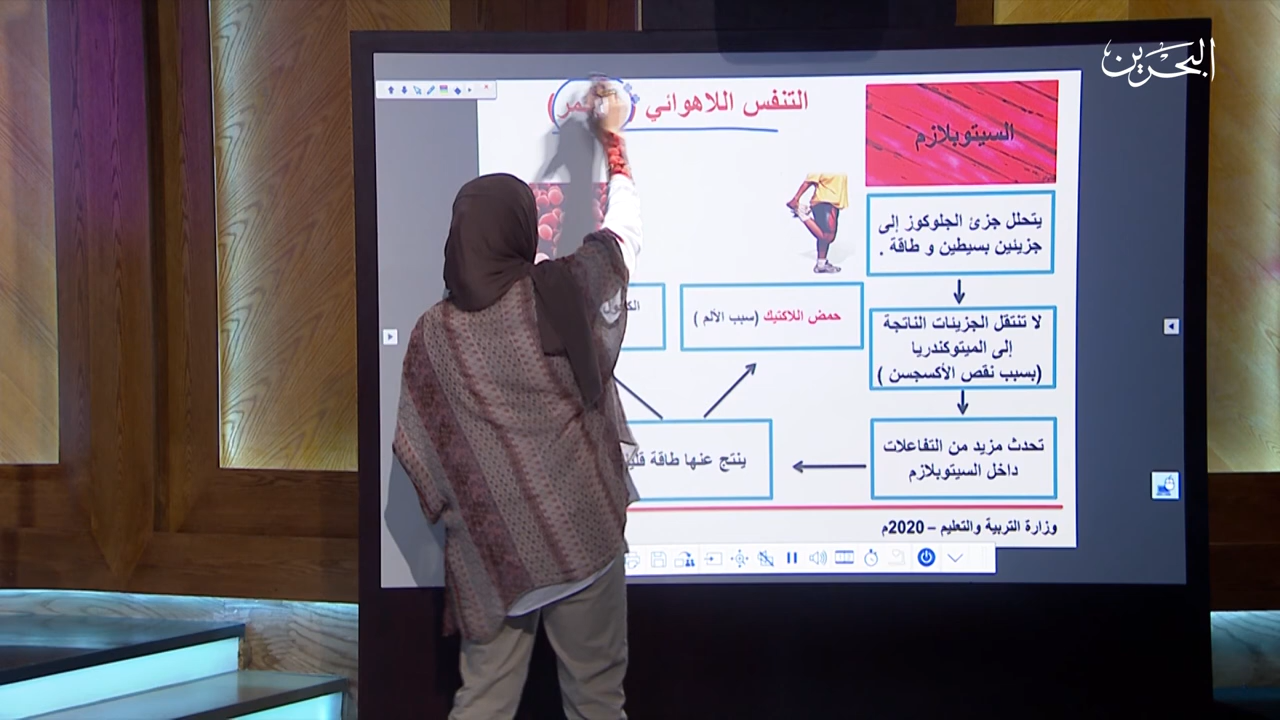 البحرين
التنفس اللاهوائي
السيتوبلازم
يتحلل جزئ الجلوكوز إلى
جزيئين بسيطين و طاقة .
لا تنتقل الجزيئات الناتجة
إلى الميتوكندريا
(بسبب نقص الأكسجسن )
تحدث مزيد من التفاعلات
داخل السيتوبلازم
ينتج عنها طاقة
حمض اللاكتيك (سبب الألم )
وزارة التربية والتعليم – 2020م